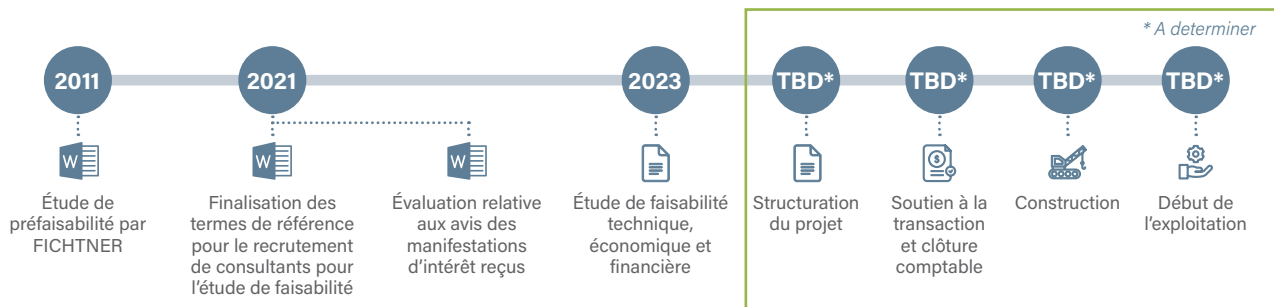 * A determiner
2011
2021
2023
TBD*
TBD*
TBD*
TBD*
W
W
W
$
Étude de
préfaisabilité par
FICHTNER
Finalisation des
termes de référence
pour le recrutement
de consultants pour
l'étude de faisabilité
Évaluation relative
aux avis des
manifestations
d'intérêt reçus
Étude de faisabilité
technique,
économique et
financière
Structuration
du projet
Soutien à la
transaction
et clôture
comptable
Construction
Début de
l'exploitation